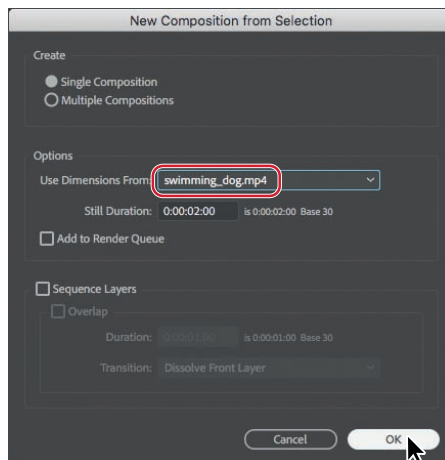 New Composition from Selection
Create
Single Composition
Multiple Compositions
Options
Use Dimensions From: swimming_dog.mp4
Still Duration: 0:00:02:00 is 0:00:02:00 Base 30
Add to Render Queue
Sequence Layers
Overlap
Duration: 0:00:01:00 is 0:00:01:00 Base 30
Transition: Dissolve Front Layer
Cancel OK